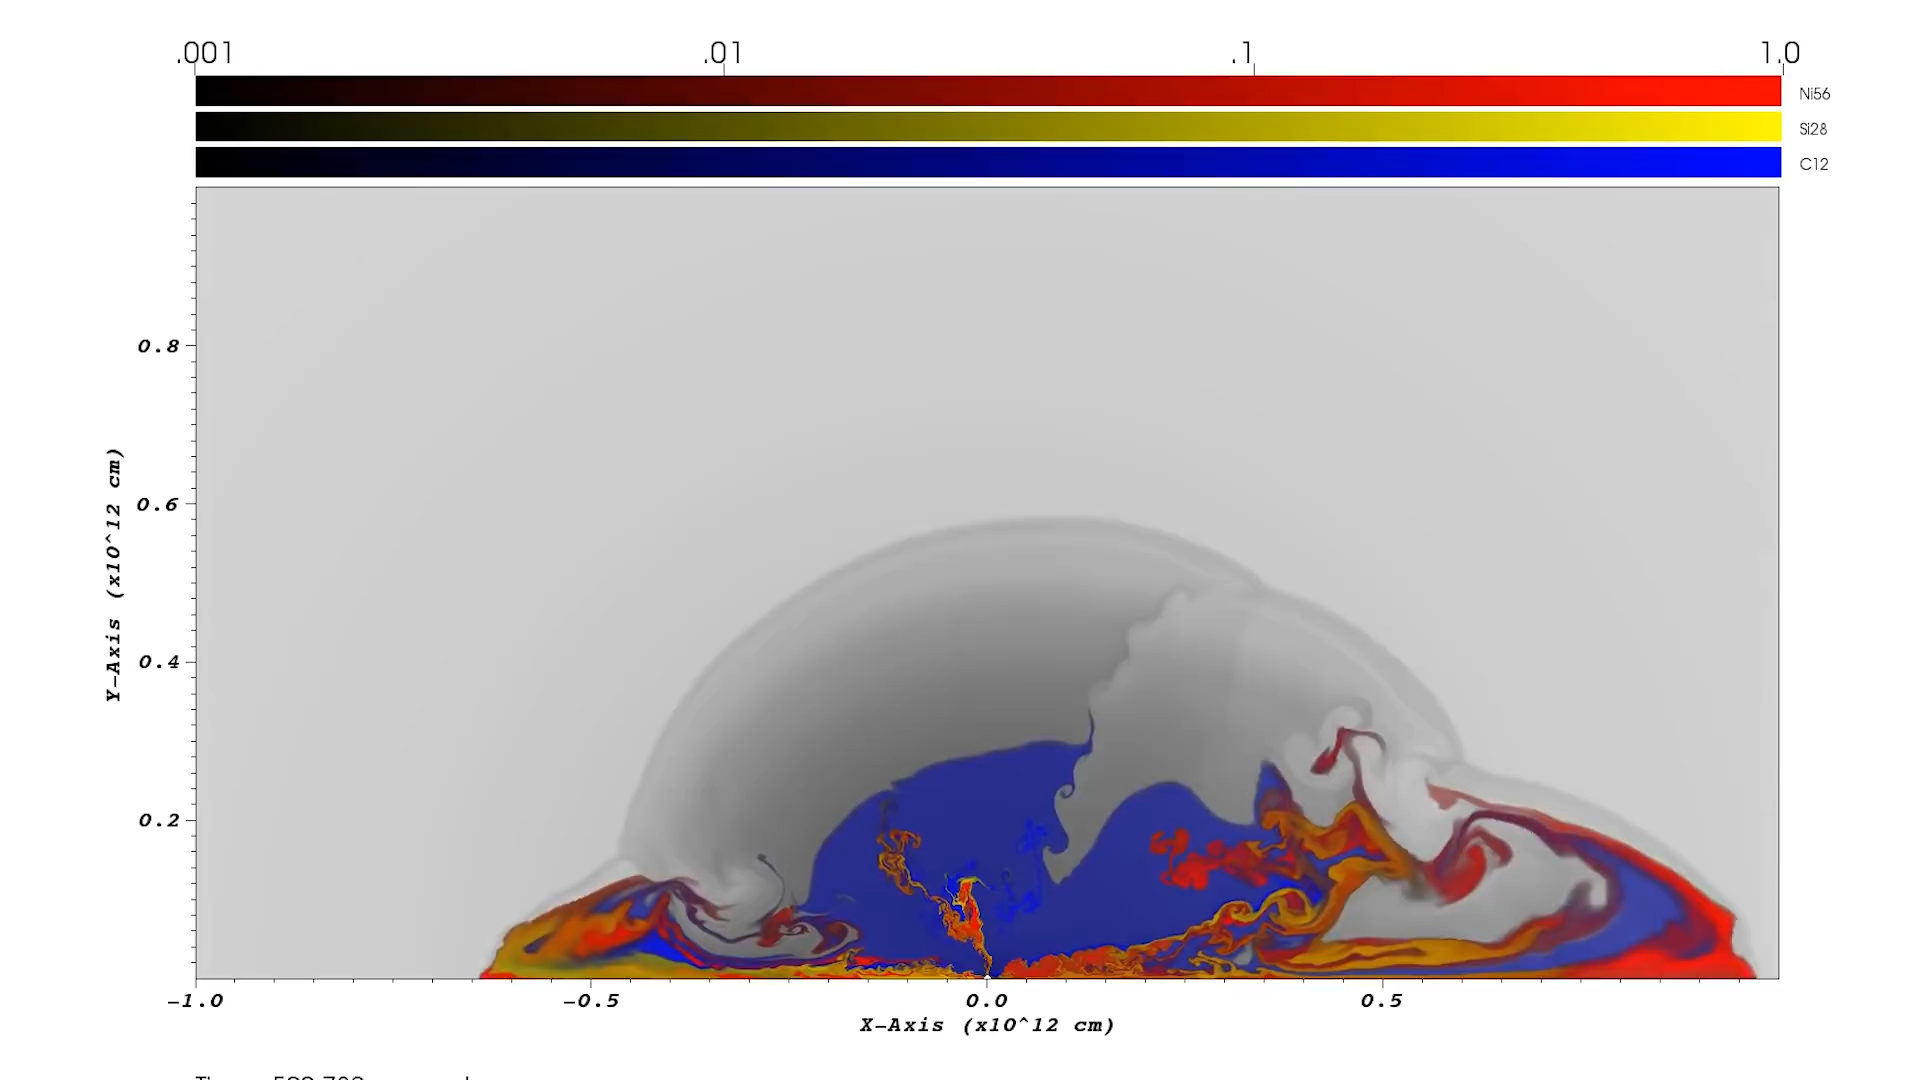 .001 .01 .1 1.0
Ni56
Si28
C12
0.8
0.6
0.4
0.2
Y-Axis (x10^12 cm)
-1.0 -0.5 0.0 0.5
X-Axis (x10^12 cm)